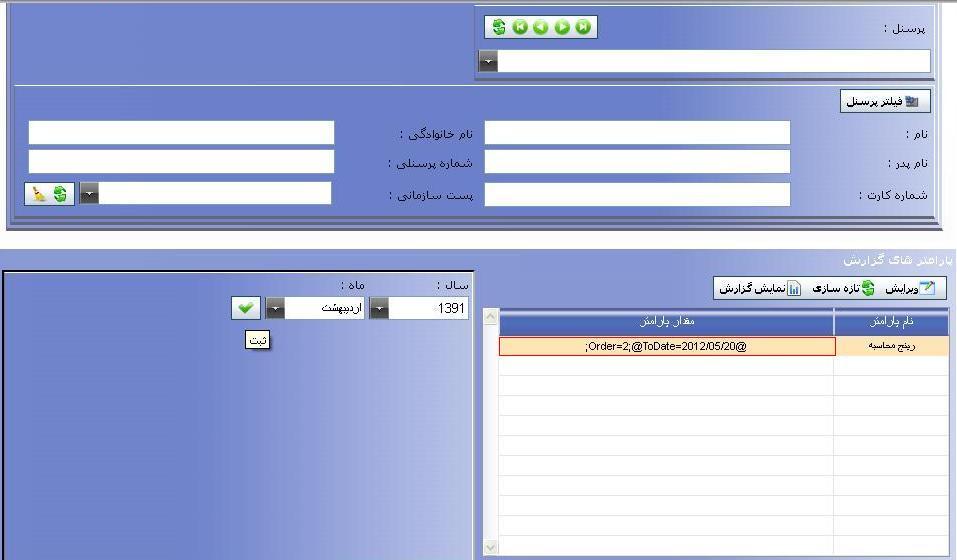 پرسنل :
فیلتر پرسنل
نام :
نام خانوادگی :
نام پدر :
شماره پرسنلی :
شماره کارت :
پست سازمانی :
پارامتر های گزارش
ویرایش تازه سازی نمایش گزارش
سال : ماه :
1391 اردیبهشت
ثبت
نام پارامتر مقدار پارامتر
رینج محاسبه ;Order=2;@ToDate=2012/05/20@